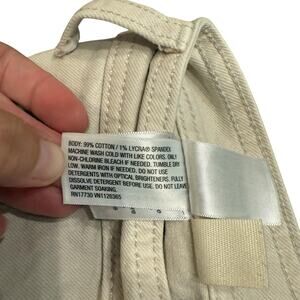 BODY: 99% COTTON / 1% LYCRA® SPANDEX
MACHINE WASH COLD WITH LIKE COLORS. ONLY
NON-CHLORINE BLEACH IF NEEDED. TUMBLE DRY
LOW. WARM IRON IF NEEDED. DO NOT USE
DETERGENTS WITH OPTICAL BRIGHTENERS. FULLY
DISSOLVE DETERGENT BEFORE USE. DO NOT LEAVE
GARMENT SOAKING.
RN17730 VN1126365